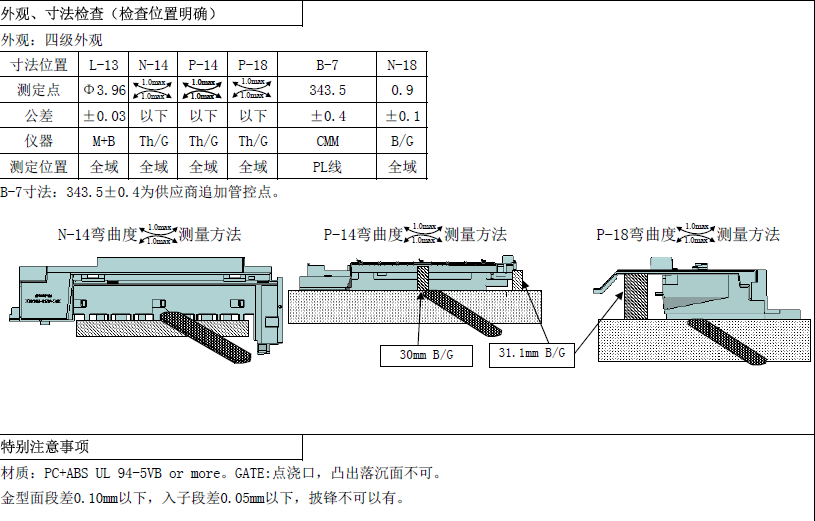 外观、寸法检查（检查位置明确）
外观：四级外观
寸法位置 L-13 N-14 P-14 P-18 B-7 N-18
测定点 Φ3.96 1.0max 1.0max 1.0max 1.0max 1.0max 1.0max 343.5 0.9
公差 ±0.03 以下 以下 以下 ±0.4 ±0.1
仪器 M+B Th/G Th/G Th/G CMM B/G
测定位置 全域 全域 全域 全域 PL线 全域
B-7寸法：343.5±0.4为供应商追加管控点。
N-14弯曲度 1.0max 1.0max 测量方法 P-14弯曲度 1.0max 1.0max 测量方法 P-18弯曲度 1.0max 1.0max 测量方法
30mm B/G 31.1mm B/G
特别注意事项
材质：PC+ABS UL 94-5VB or more。GATE:点浇口，凸出落沉面不可。
金型面段差0.10mm以下，入子段差0.05mm以下，披锋不可以有。